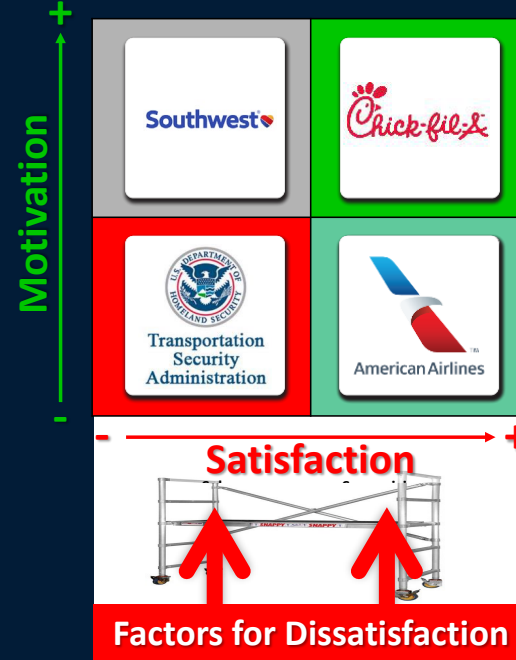 +
Motivation
-
Southwest
Chick-fil-A
U.S. DEPARTMENT OF
HOMELAND SECURITY
Transportation
Security
Administration
American Airlines
- +
Satisfaction
SNAPPY SNAPPY
Factors for Dissatisfaction